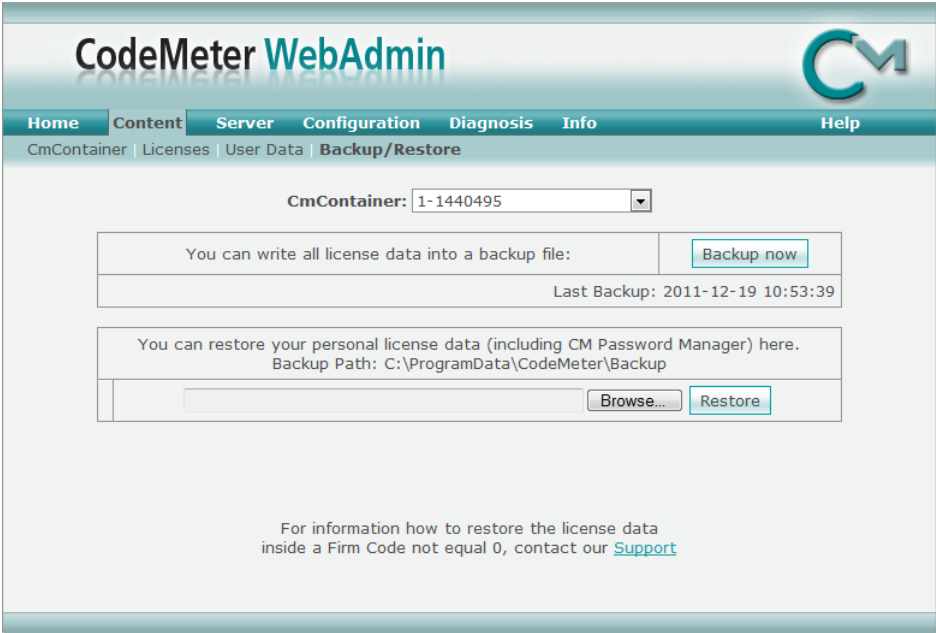 CodeMeter WebAdmin
CM
Home Content Server Configuration Diagnosis Info Help
CmContainer | Licenses | User Data | Backup/Restore
CmContainer: 1-1440495
You can write all license data into a backup file: Backup now
Last Backup: 2011-12-19 10:53:39
You can restore your personal license data (including CM Password Manager) here.
Backup Path: C:\ProgramData\CodeMeter\Backup
Browse... Restore
For information how to restore the license data
inside a Firm Code not equal 0, contact our Support